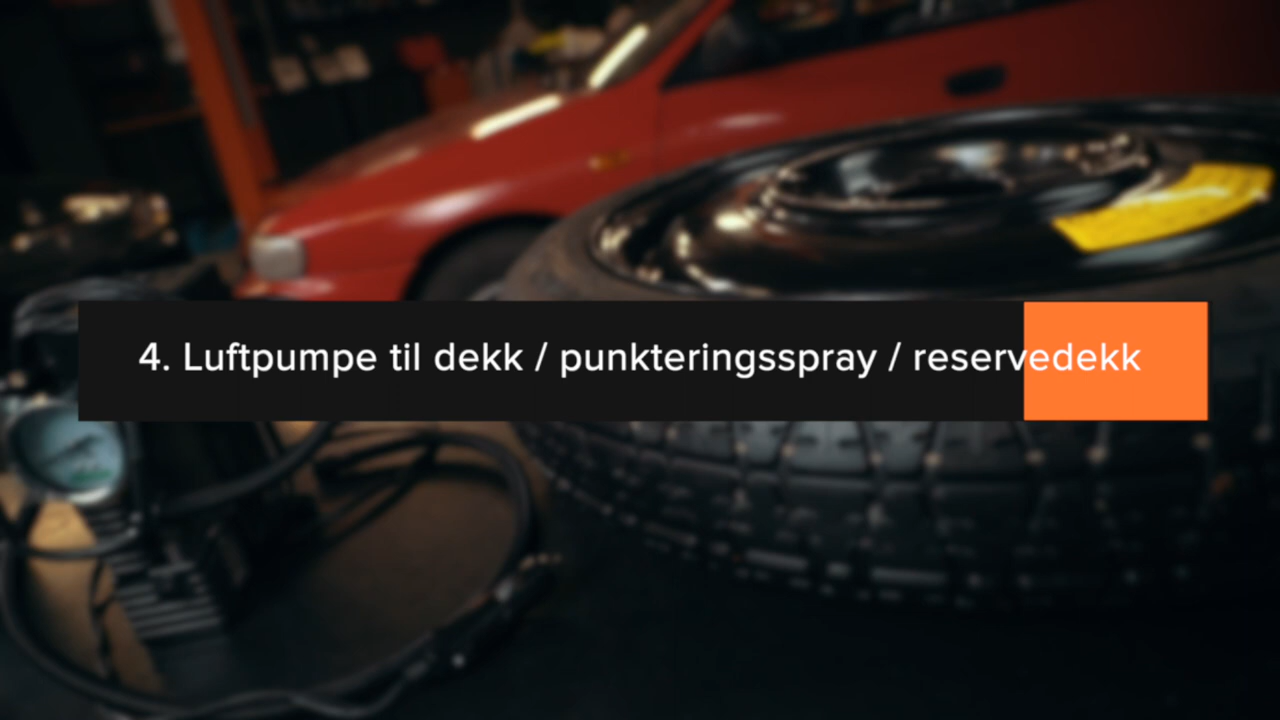 4. Luftpumpe til dekk / punkteringsspray / reservedekk